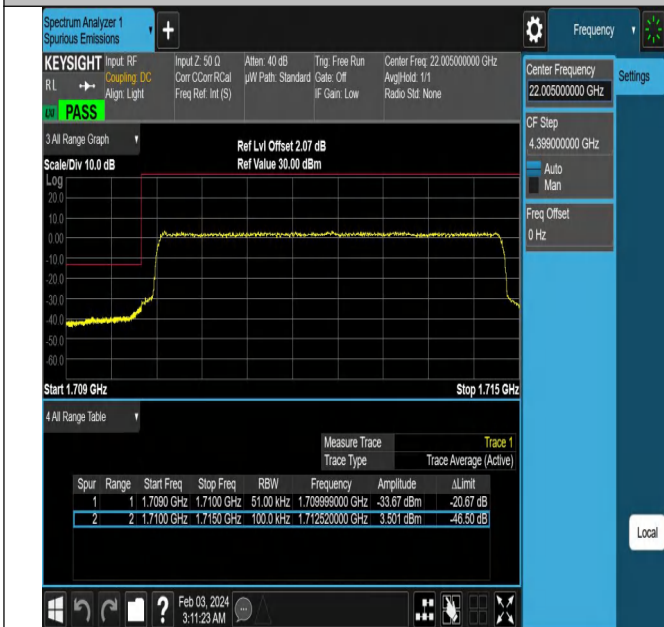 Spectrum Analyzer 1
Spurious Emissions
Frequency
KEYSIGHT
Input: RF
Input Z: 50 Ω
Atten: 40 dB
Trig: Free Run
Center Freq: 22.005000000 GHz
RL
Coupling: DC
Corr CCorr RCal
µW Path: Standard
Gate: Off
Avg|Hold: 1/1
Align: Light
Freq Ref: Int (S)
IF Gain: Low
Radio Std: None
PASS
Center Frequency
22.005000000 GHz
Settings
CF Step
4.399000000 GHz
Auto
Man
Freq Offset
0 Hz
3 All Range Graph
Ref Lvl Offset 2.07 dB
Scale/Div 10.0 dB
Ref Value 30.00 dBm
Log
20.0
10.0
0.00
-10.0
-20.0
-30.0
-40.0
-50.0
-60.0
Start 1.709 GHz
Stop 1.715 GHz
4 All Range Table
Measure Trace Trace 1
Trace Type Trace Average (Active)
Spur Range Start Freq Stop Freq RBW Frequency Amplitude ΔLimit
1 1 1.7090 GHz 1.7100 GHz 51.00 kHz 1.709999000 GHz -33.67 dBm -20.67 dB
2 2 1.7100 GHz 1.7150 GHz 100.0 kHz 1.712520000 GHz 3.501 dBm -46.50 dB
Local
?
Feb 03, 2024
3:11:23 AM